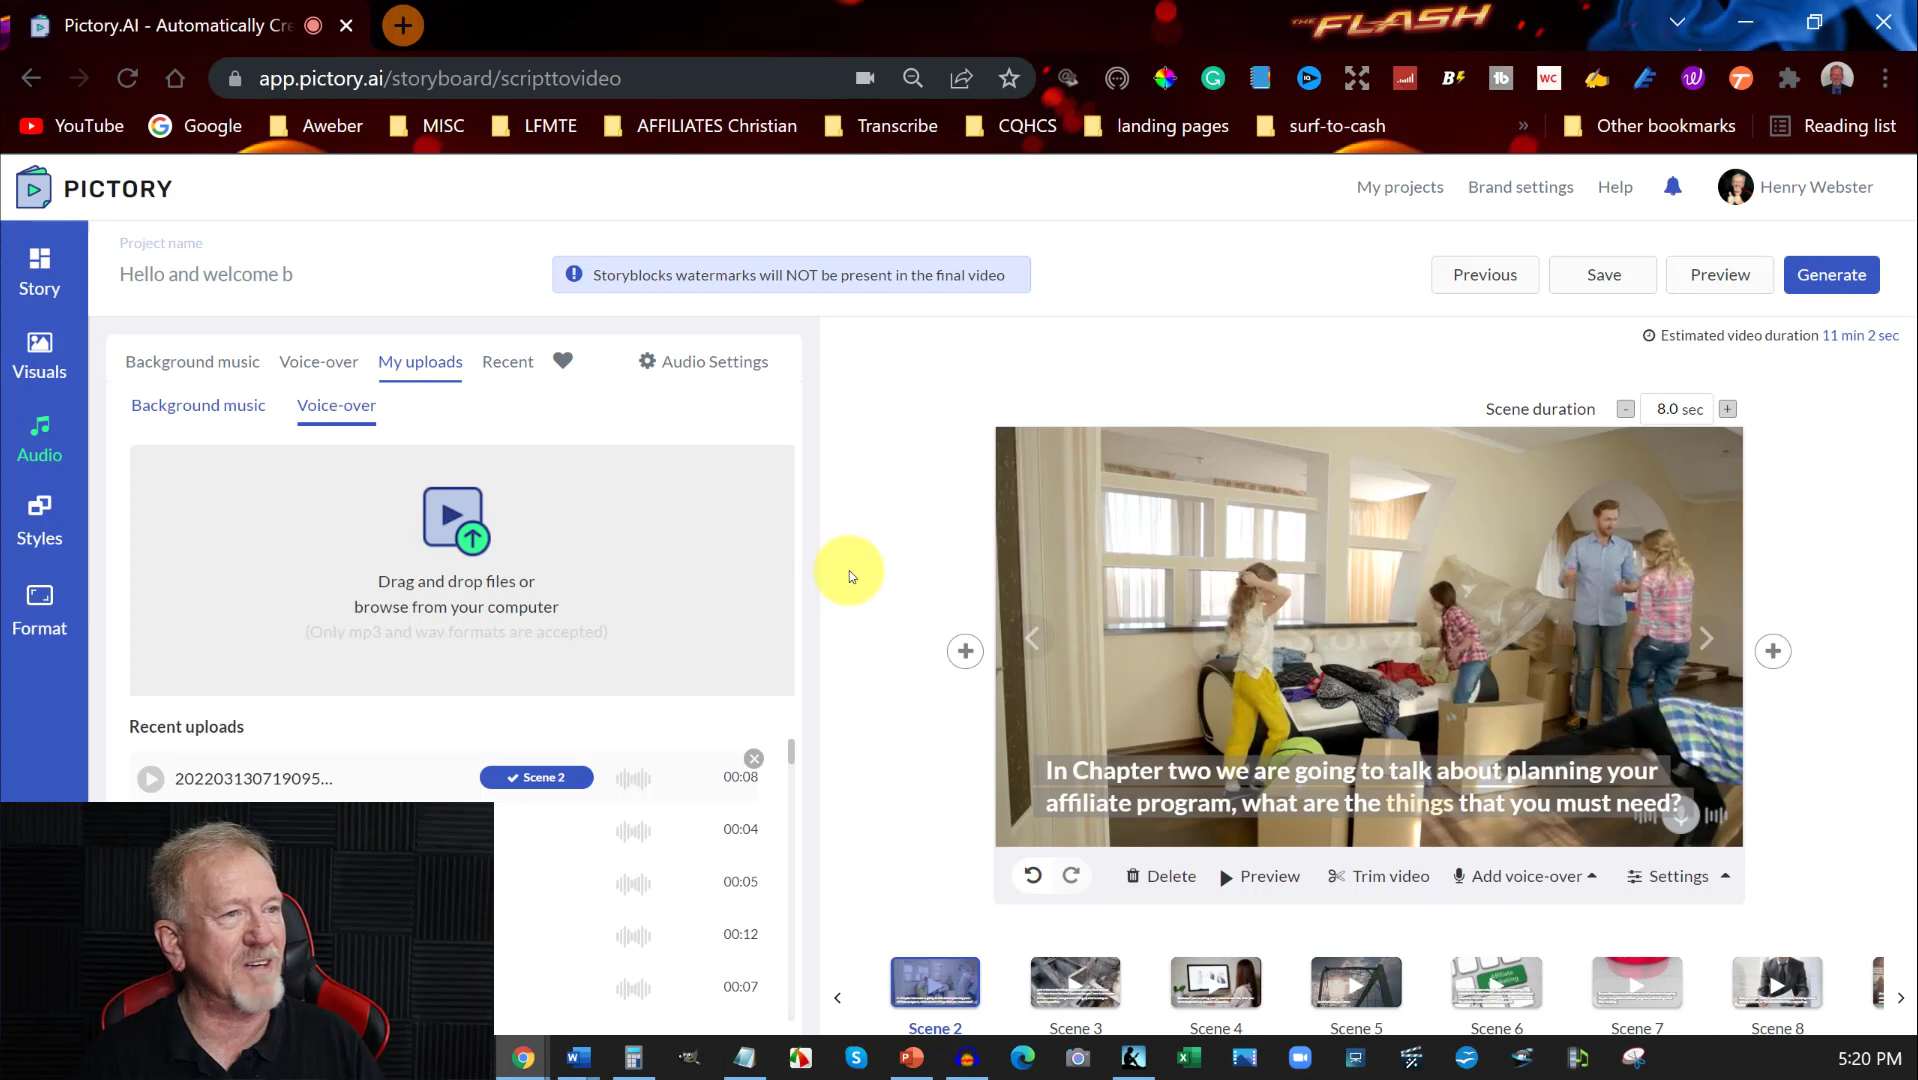 Pictory.AI - Automatically Cre
THE FLASH
app.pictory.ai/storyboard/scripttovideo
YouTube
Google
Aweber
MISC
LFMTE
AFFILIATES Christian
Transcribe
CQHCS
landing pages
surf-to-cash
»
Other bookmarks
Reading list
PICTORY
My projects
Brand settings
Help
Henry Webster
Project name
Hello and welcome b
Storyblocks watermarks will NOT be present in the final video
Previous
Save
Preview
Generate
Story
Visuals
Audio
Styles
Format
Estimated video duration 11 min 2 sec
Background music
Voice-over
My uploads
Recent
Audio Settings
Background music
Voice-over
Scene duration
-
8.0 sec
+
Drag and drop files or
browse from your computer
(Only mp3 and wav formats are accepted)
Recent uploads
202203130719095...
Scene 2
00:08
00:04
00:05
00:12
00:07
In Chapter two we are going to talk about planning your
affiliate program, what are the things that you must need?
Delete
Preview
Trim video
Add voice-over
Settings
Scene 2
Scene 3
Scene 4
Scene 5
Scene 6
Scene 7
Scene 8
5:20 PM